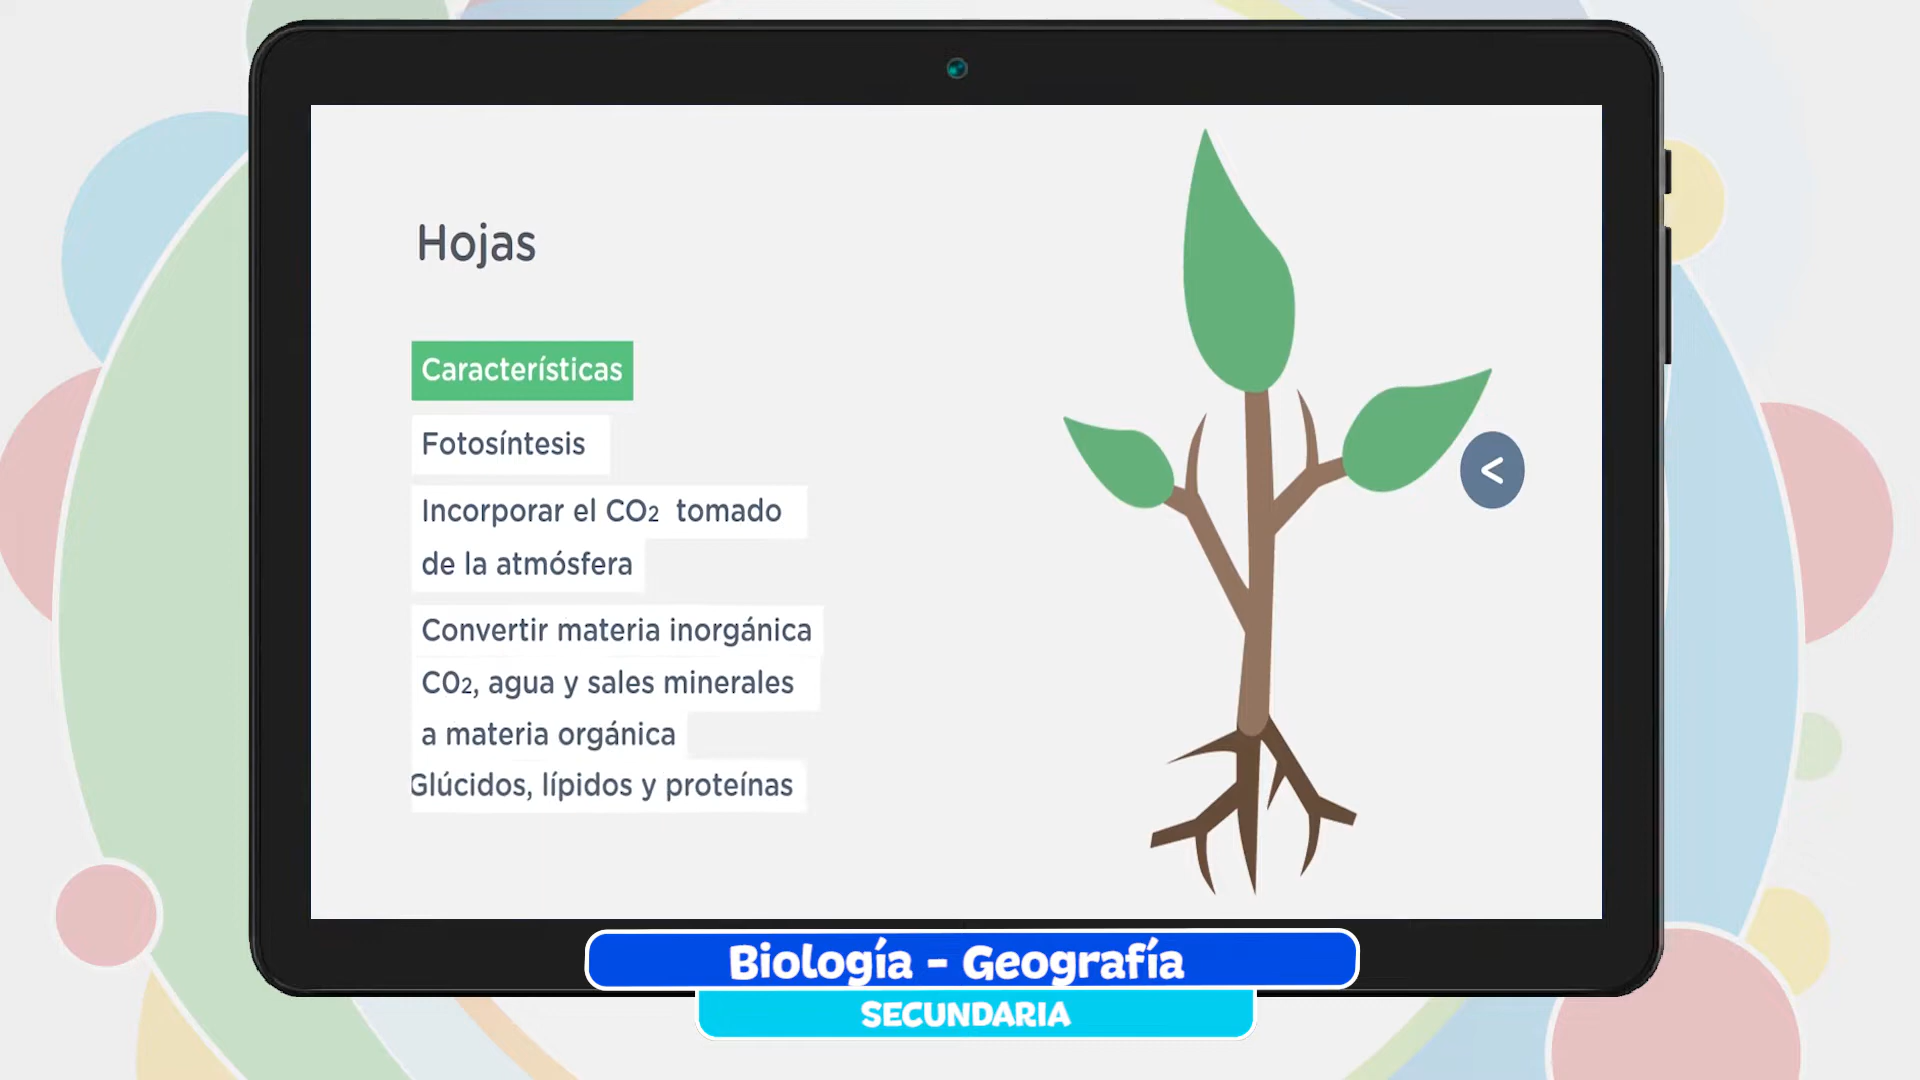 Hojas
Características
Fotosíntesis
Incorporar el CO₂ tomado
de la atmósfera
Convertir materia inorgánica
CO₂, agua y sales minerales
a materia orgánica
Glúcidos, lípidos y proteínas
<
Biología - Geografía
SECUNDARIA